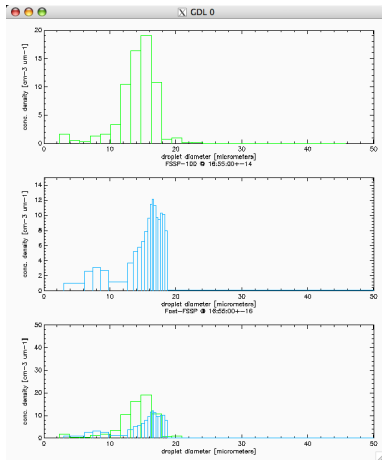 GDL 0
conc. density [cm-3 um-1]
20
15
10
5
0
0 10 20 30 40 50
droplet diameter [micrometers]
FSSP-100 @ 16:55:00+-14
conc. density [cm-3 um-1]
14
12
10
8
6
4
2
0
0 10 20 30 40 50
droplet diameter [micrometers]
Fast-FSSP @ 16:55:00+-16
conc. density [cm-3 um-1]
50
40
30
20
10
0
0 10 20 30 40 50
droplet diameter [micrometers]